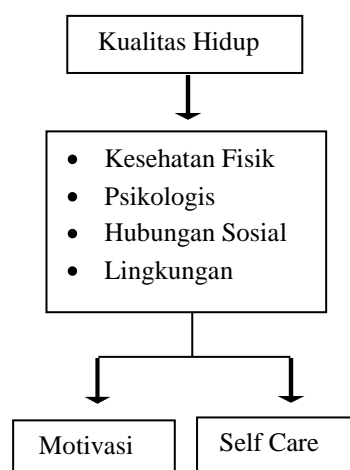 Kualitas Hidup
• Kesehatan Fisik
• Psikologis
• Hubungan Sosial
• Lingkungan
Motivasi
Self Care